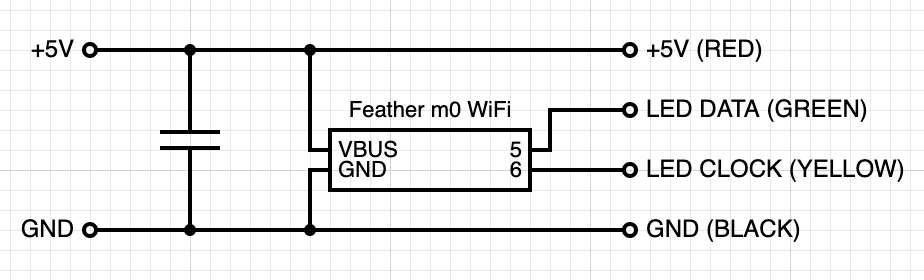 +5V
+5V (RED)
Feather m0 WiFi
LED DATA (GREEN)
VBUS 5
GND 6
LED CLOCK (YELLOW)
GND
GND (BLACK)